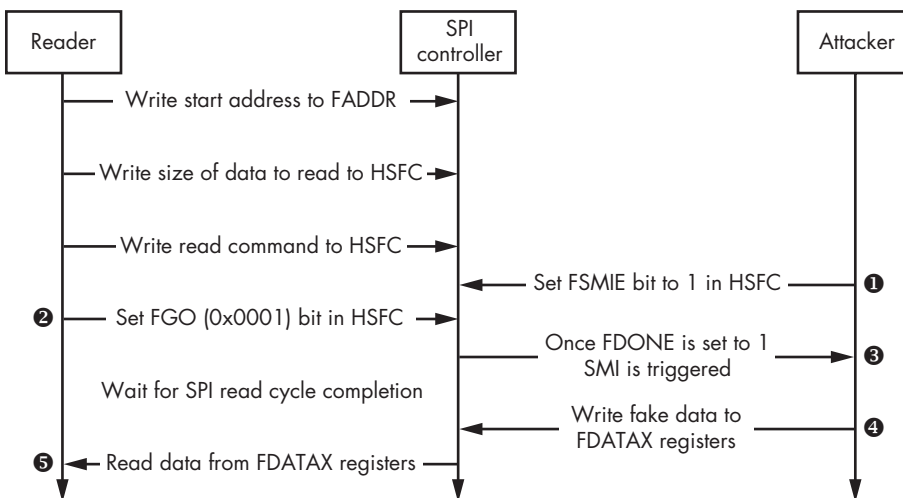 Reader
SPI
controller
Attacker
Write start address to FADDR
Write size of data to read to HSFC
Write read command to HSFC
Set FSMIE bit to 1 in HSFC ❶
❷ Set FGO (0x0001) bit in HSFC
Once FDONE is set to 1
SMI is triggered ❸
Wait for SPI read cycle completion
Write fake data to
FDATAX registers ❹
❺ Read data from FDATAX registers